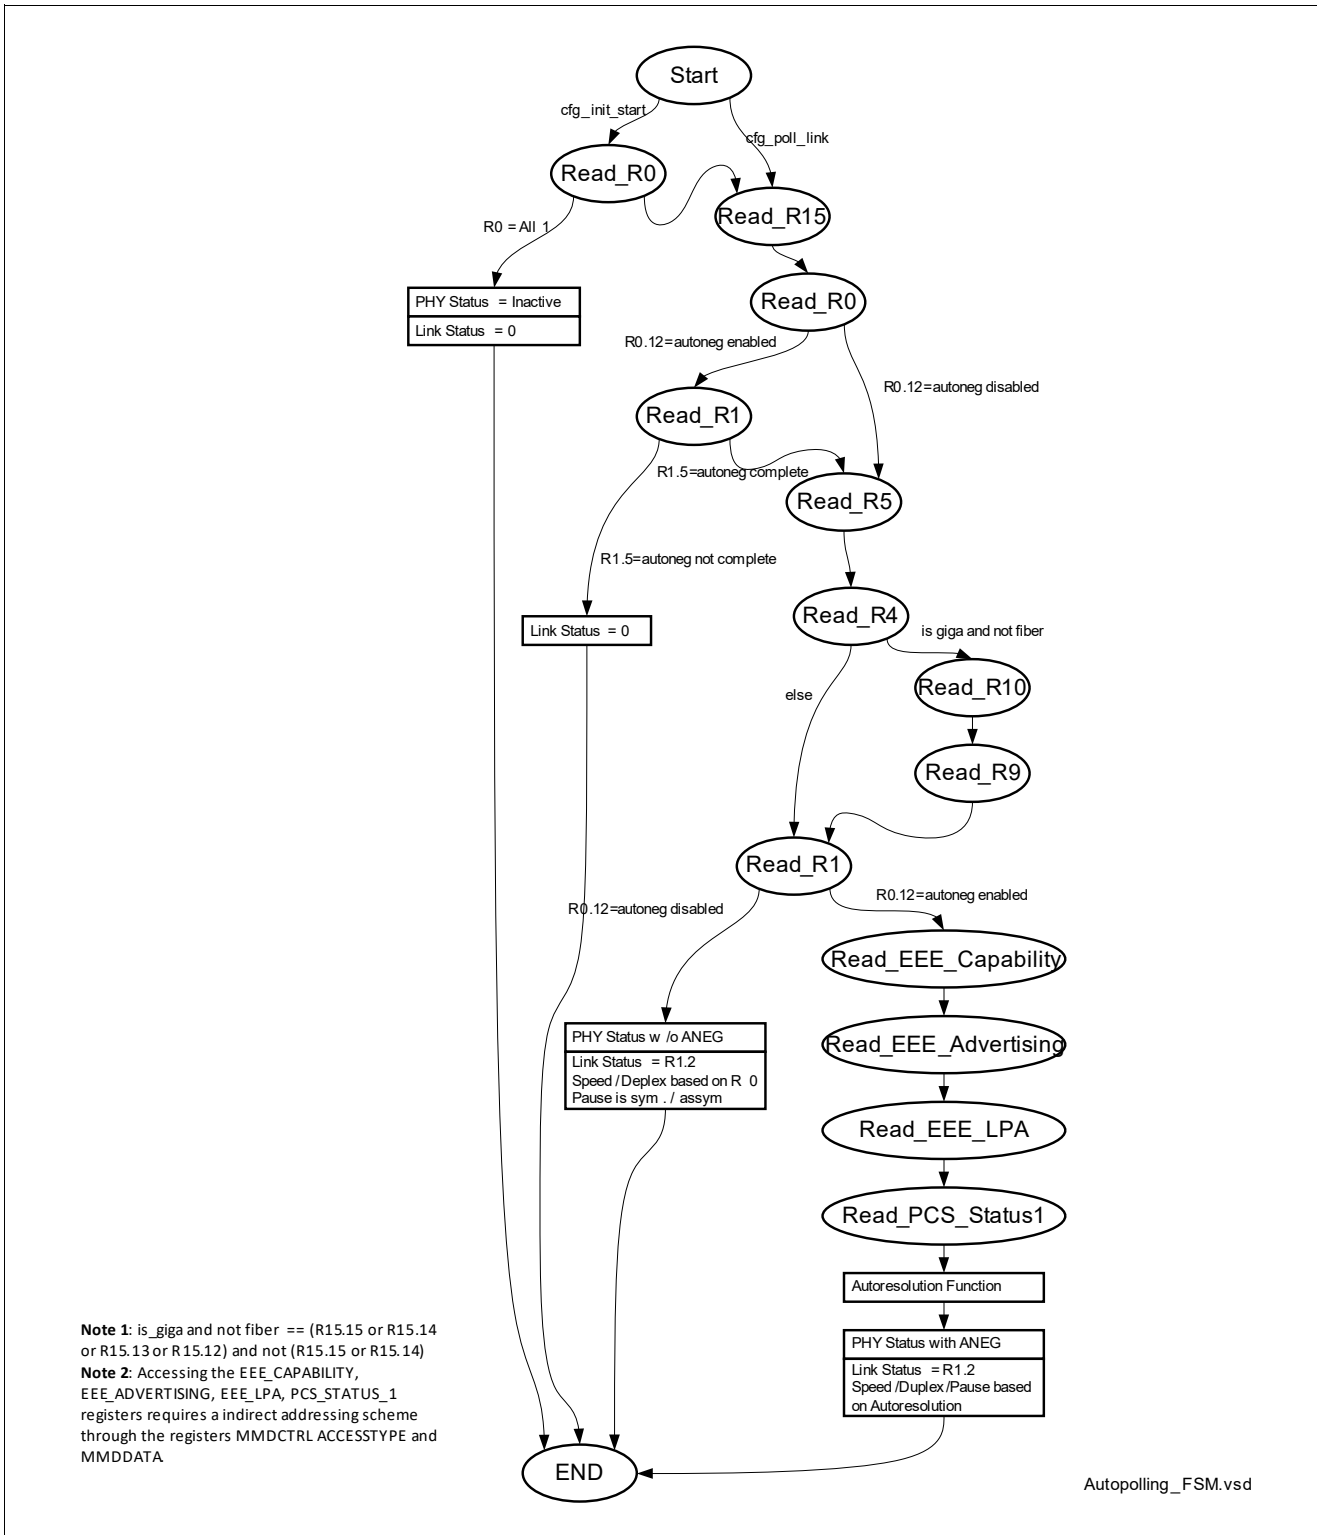 Start
cfg_init_start
cfg_poll_link
Read_R0
Read_R15
R0 = All 1
PHY Status = Inactive
Link Status = 0
Read_R0
R0.12=autoneg enabled
R0.12=autoneg disabled
Read_R1
R1.5=autoneg complete
Read_R5
R1.5=autoneg not complete
Link Status = 0
Read_R4
is giga and not fiber
Read_R10
else
Read_R9
Read_R1
R0.12=autoneg disabled
R0.12=autoneg enabled
Read_EEE_Capability
PHY Status w /o ANEG
Link Status = R1.2
Speed /Deplex based on R 0
Pause is sym . / assym
Read_EEE_Advertising
Read_EEE_LPA
Read_PCS_Status1
Autoresolution Function
PHY Status with ANEG
Link Status = R1.2
Speed /Duplex /Pause based
on Autoresolution
Note 1: is_giga and not fiber == (R15.15 or R15.14
or R15.13 or R15.12) and not (R15.15 or R15.14)
Note 2: Accessing the EEE_CAPABILITY,
EEE_ADVERTISING, EEE_LPA, PCS_STATUS_1
registers requires a indirect addressing scheme
through the registers MMDCTRL ACCESSTYPE and
MMDDATA.
END
Autopolling_FSM.vsd